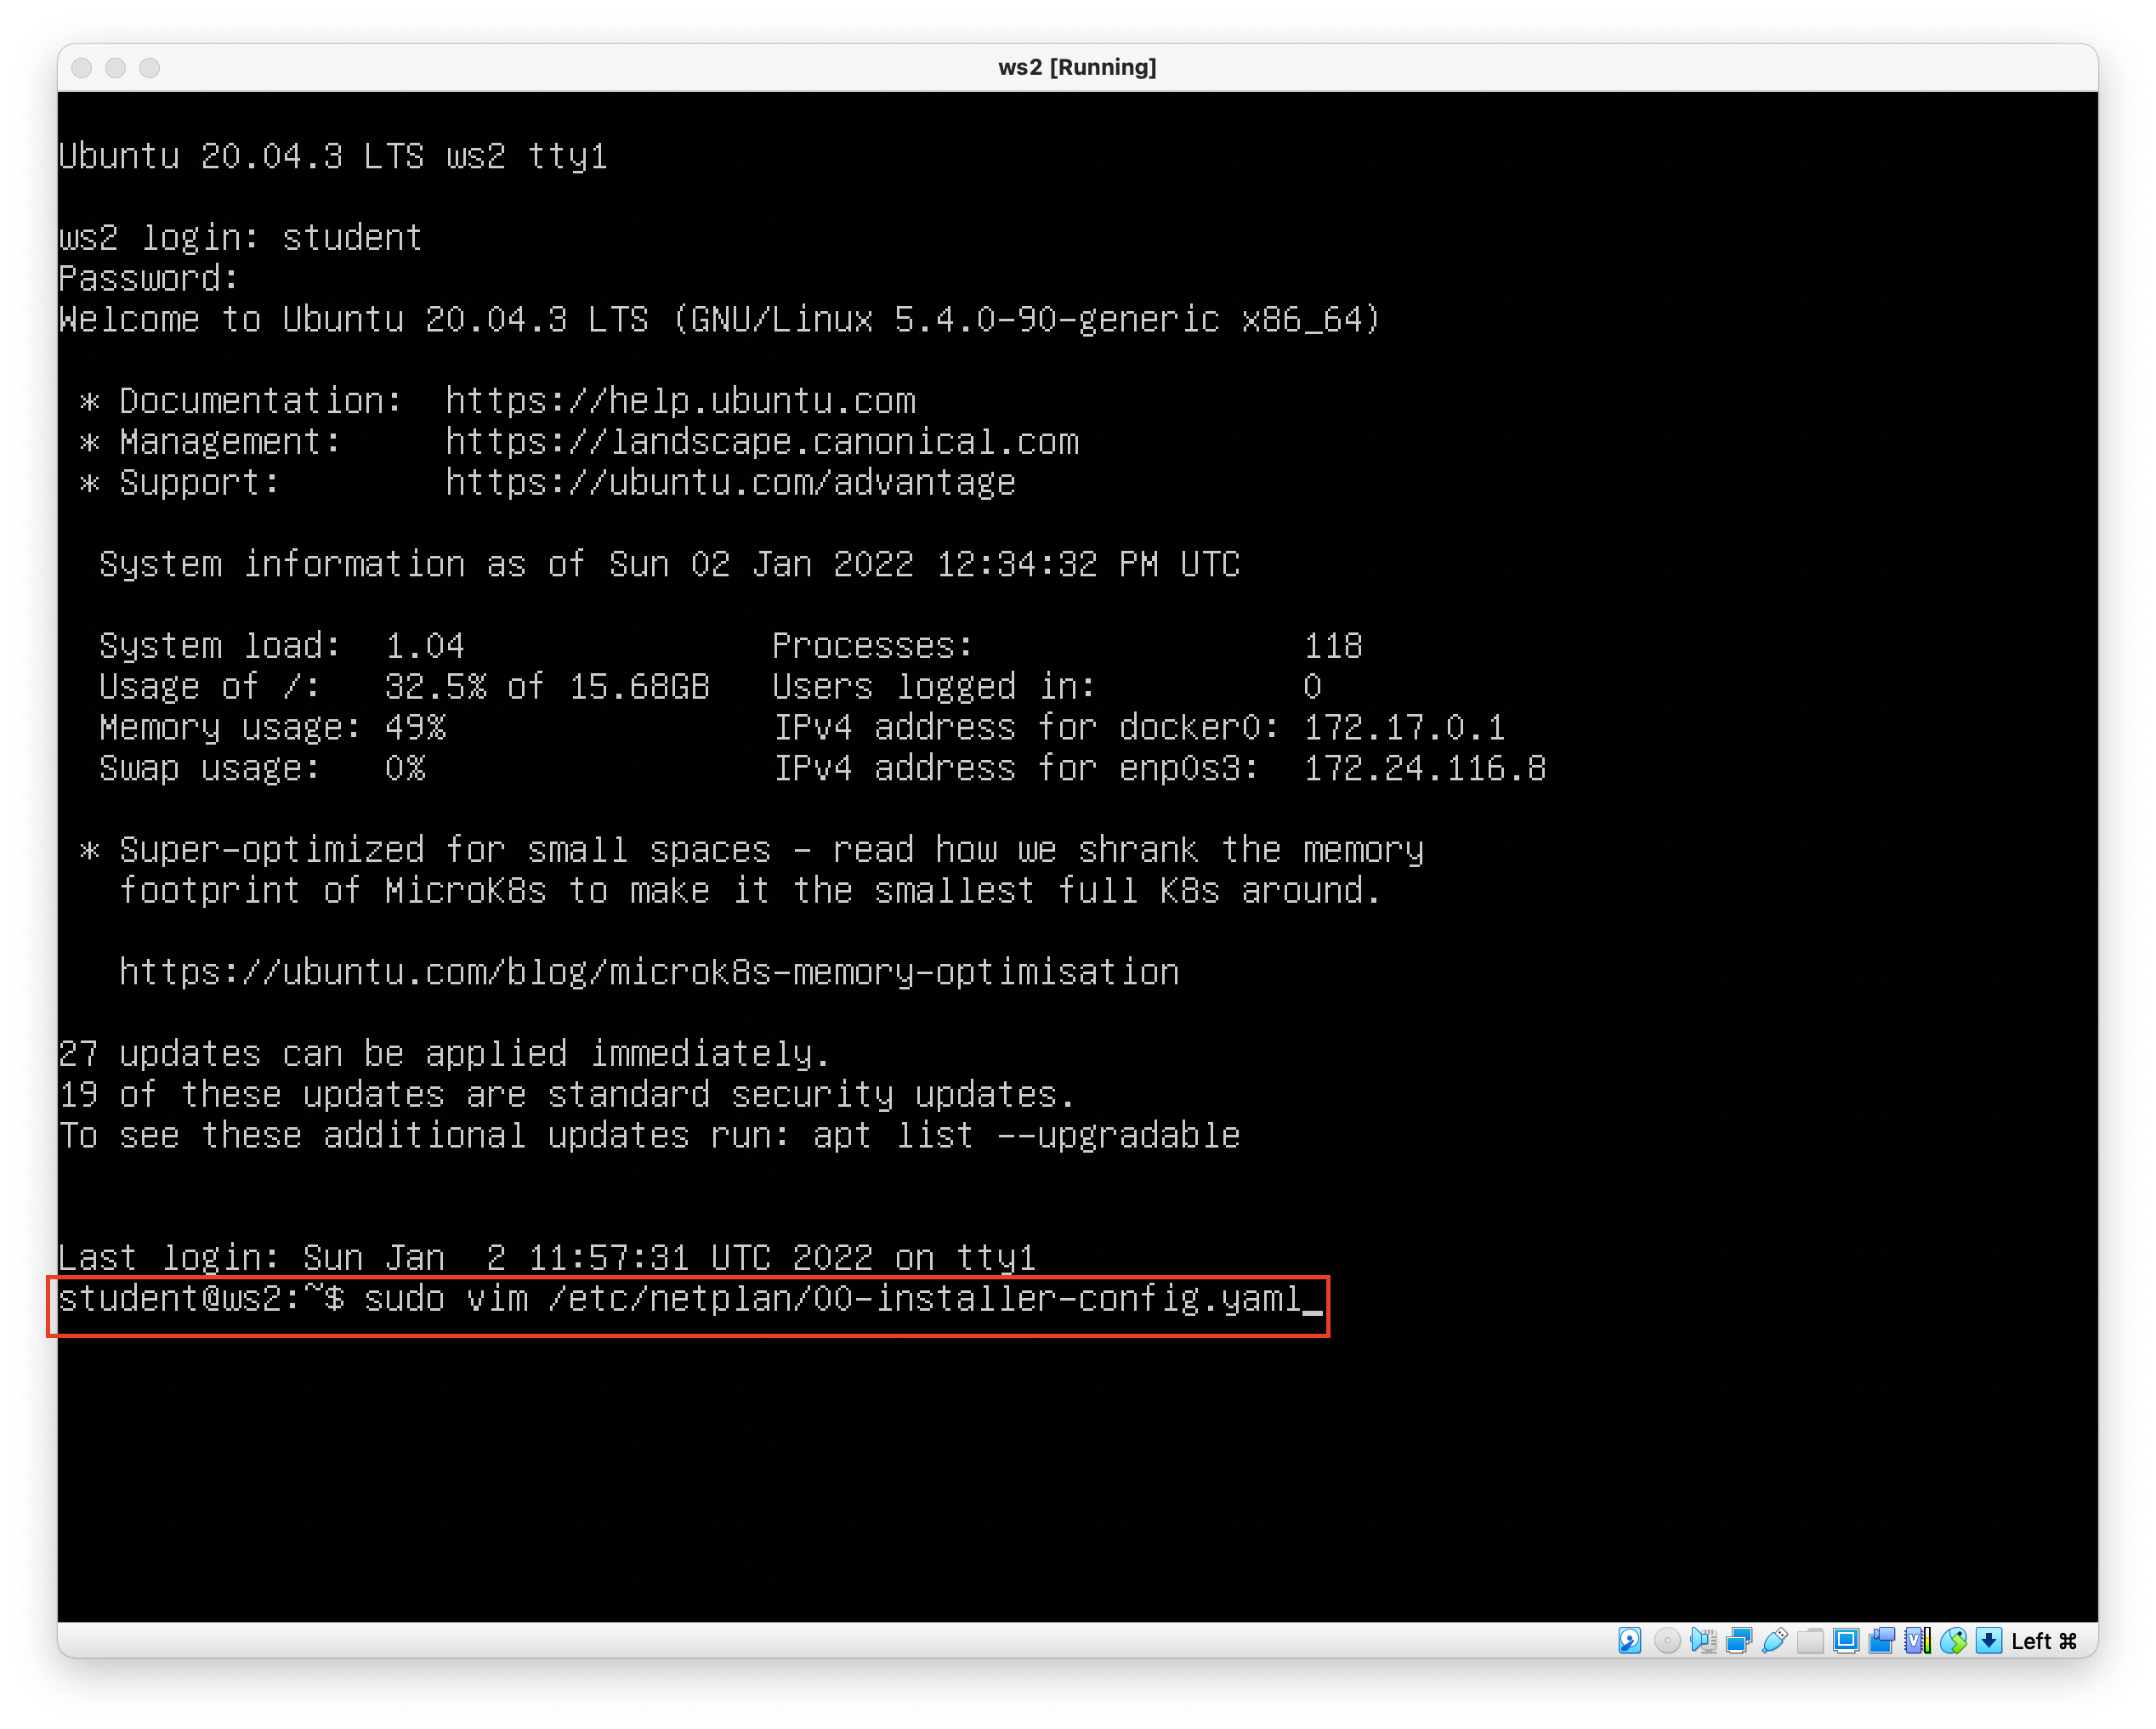 ws2 [Running]
Ubuntu 20.04.3 LTS ws2 tty1
ws2 login: student
Password:
Welcome to Ubuntu 20.04.3 LTS (GNU/Linux 5.4.0-90-generic x86_64)
* Documentation:  https://help.ubuntu.com
* Management:     https://landscape.canonical.com
* Support:        https://ubuntu.com/advantage
System information as of Sun 02 Jan 2022 12:34:32 PM UTC
System load:  1.04               Processes:                118
Usage of /:   32.5% of 15.68GB   Users logged in:          0
Memory usage: 49%                IPv4 address for docker0: 172.17.0.1
Swap usage:   0%                 IPv4 address for enp0s3:  172.24.116.8
* Super-optimized for small spaces - read how we shrank the memory
footprint of MicroK8s to make it the smallest full K8s around.
https://ubuntu.com/blog/microk8s-memory-optimisation
27 updates can be applied immediately.
19 of these updates are standard security updates.
To see these additional updates run: apt list --upgradable
Last login: Sun Jan  2 11:57:31 UTC 2022 on tty1
student@ws2:~$ sudo vim /etc/netplan/00-installer-config.yaml_
Left ⌘